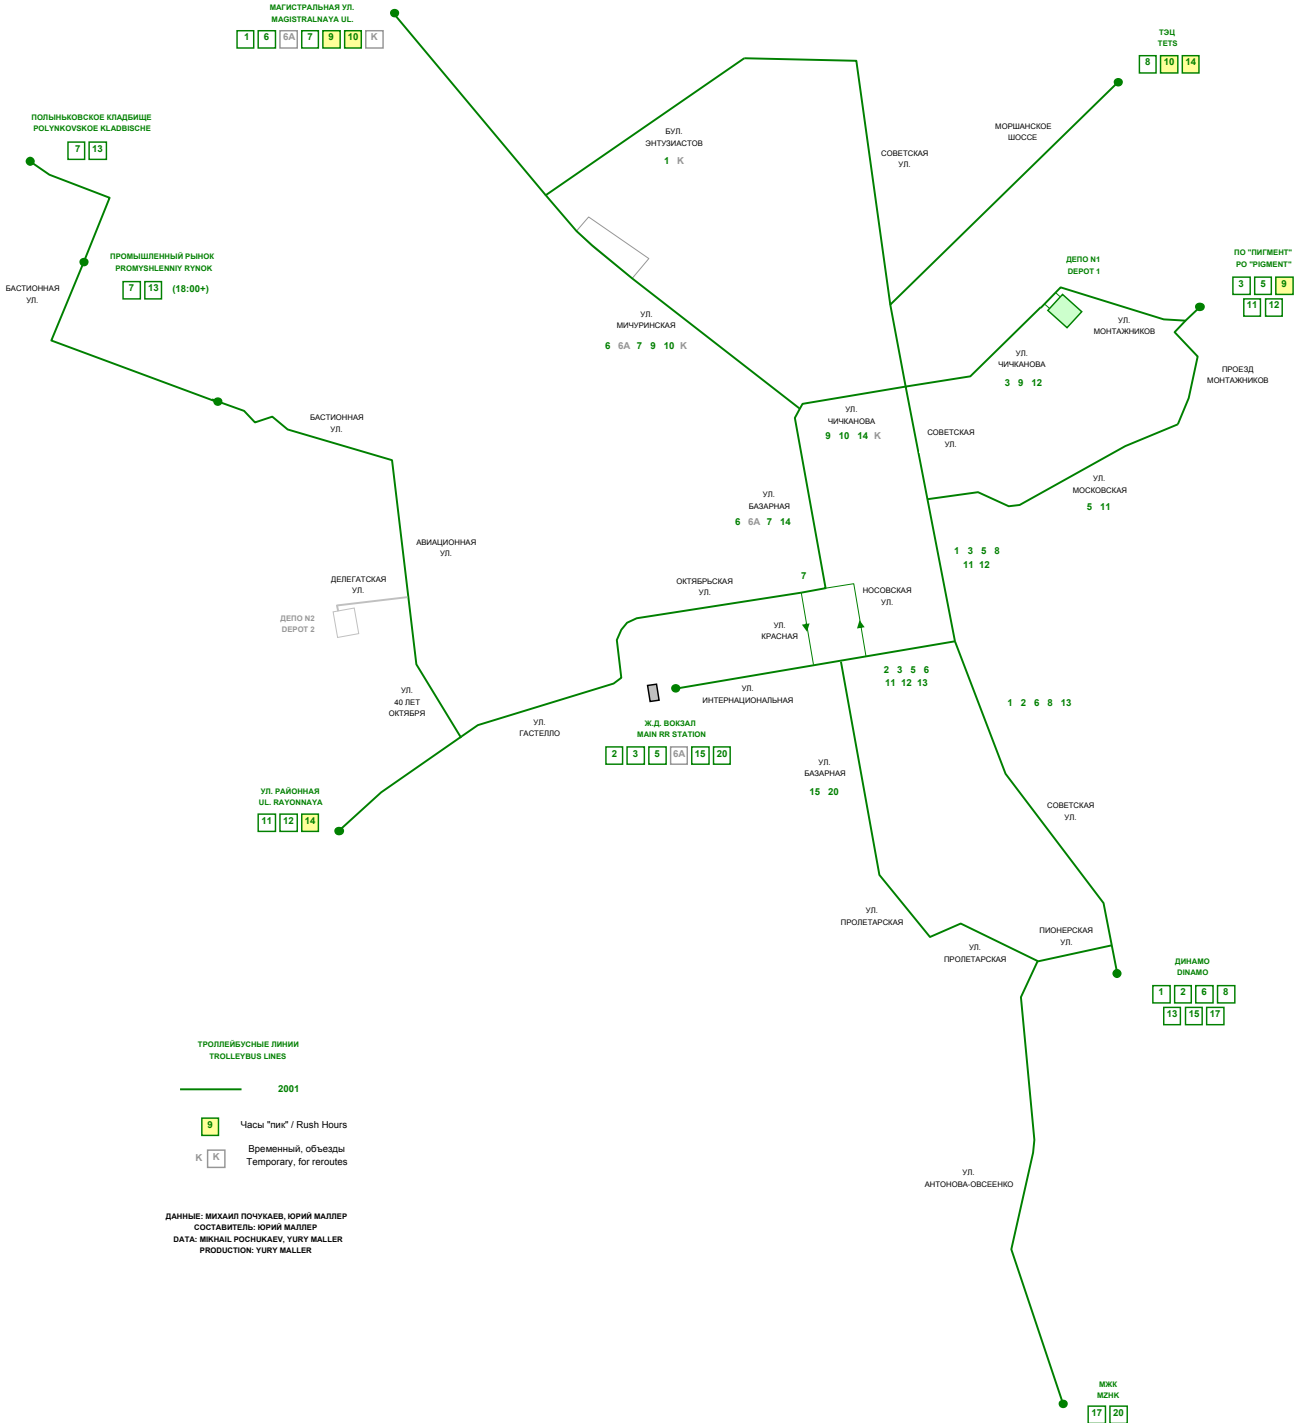 МАГИСТРАЛЬНАЯ УЛ.
MAGISTRALNAYA UL.
1 6 6A 7 9 10 K
ТЭЦ
TETS
8 10 14
ПОЛЫНЬКОВСКОЕ КЛАДБИЩЕ
POLYNKOVSKOE KLADBISCHE
7 13
БУЛ.
ЭНТУЗИАСТОВ
1 K
СОВЕТСКАЯ
УЛ.
МОРШАНСКОЕ
ШОССЕ
ПРОМЫШЛЕННЫЙ РЫНОК
PROMYSHLENNIY RYNOK
7 13 (18:00+)
БАСТИОННАЯ
УЛ.
ДЕПО N1
DEPOT 1
ПО "ПИГМЕНТ"
PO "PIGMENT"
3 5 9
11 12
УЛ.
МИЧУРИНСКАЯ
6 6A 7 9 10 K
УЛ.
МОНТАЖНИКОВ
УЛ.
ЧИЧКАНОВА
3 9 12
ПРОЕЗД
МОНТАЖНИКОВ
БАСТИОННАЯ
УЛ.
УЛ.
ЧИЧКАНОВА
9 10 14 K
СОВЕТСКАЯ
УЛ.
УЛ.
МОСКОВСКАЯ
5 11
УЛ.
БАЗАРНАЯ
6 6A 7 14
АВИАЦИОННАЯ
УЛ.
1 3 5 8
11 12
ДЕЛЕГАТСКАЯ
УЛ.
ОКТЯБРЬСКАЯ
УЛ.
7
НОСОВСКАЯ
УЛ.
ДЕПО N2
DEPOT 2
УЛ.
КРАСНАЯ
2 3 5 6
11 12 13
УЛ.
40 ЛЕТ
ОКТЯБРЯ
УЛ.
ИНТЕРНАЦИОНАЛЬНАЯ
1 2 6 8 13
УЛ.
ГАСТЕЛЛО
Ж.Д. ВОКЗАЛ
MAIN RR STATION
2 3 5 6A 15 20
УЛ.
БАЗАРНАЯ
15 20
УЛ. РАЙОННАЯ
UL. RAYONNAYA
11 12 14
СОВЕТСКАЯ
УЛ.
УЛ.
ПРОЛЕТАРСКАЯ
ПИОНЕРСКАЯ
УЛ.
УЛ.
ПРОЛЕТАРСКАЯ
ДИНАМО
DINAMO
1 2 6 8
13 15 17
ТРОЛЛЕЙБУСНЫЕ ЛИНИИ
TROLLEYBUS LINES
2001
9 Часы "пик" / Rush Hours
K K Временный, объезды
Temporary, for reroutes
УЛ.
АНТОНОВА-ОВСЕЕНКО
ДАННЫЕ: МИХАИЛ ПОЧУКАЕВ, ЮРИЙ МАЛЛЕР
СОСТАВИТЕЛЬ: ЮРИЙ МАЛЛЕР
DATA: MIKHAIL POCHUKAEV, YURY MALLER
PRODUCTION: YURY MALLER
МЖК
MZHK
17 20